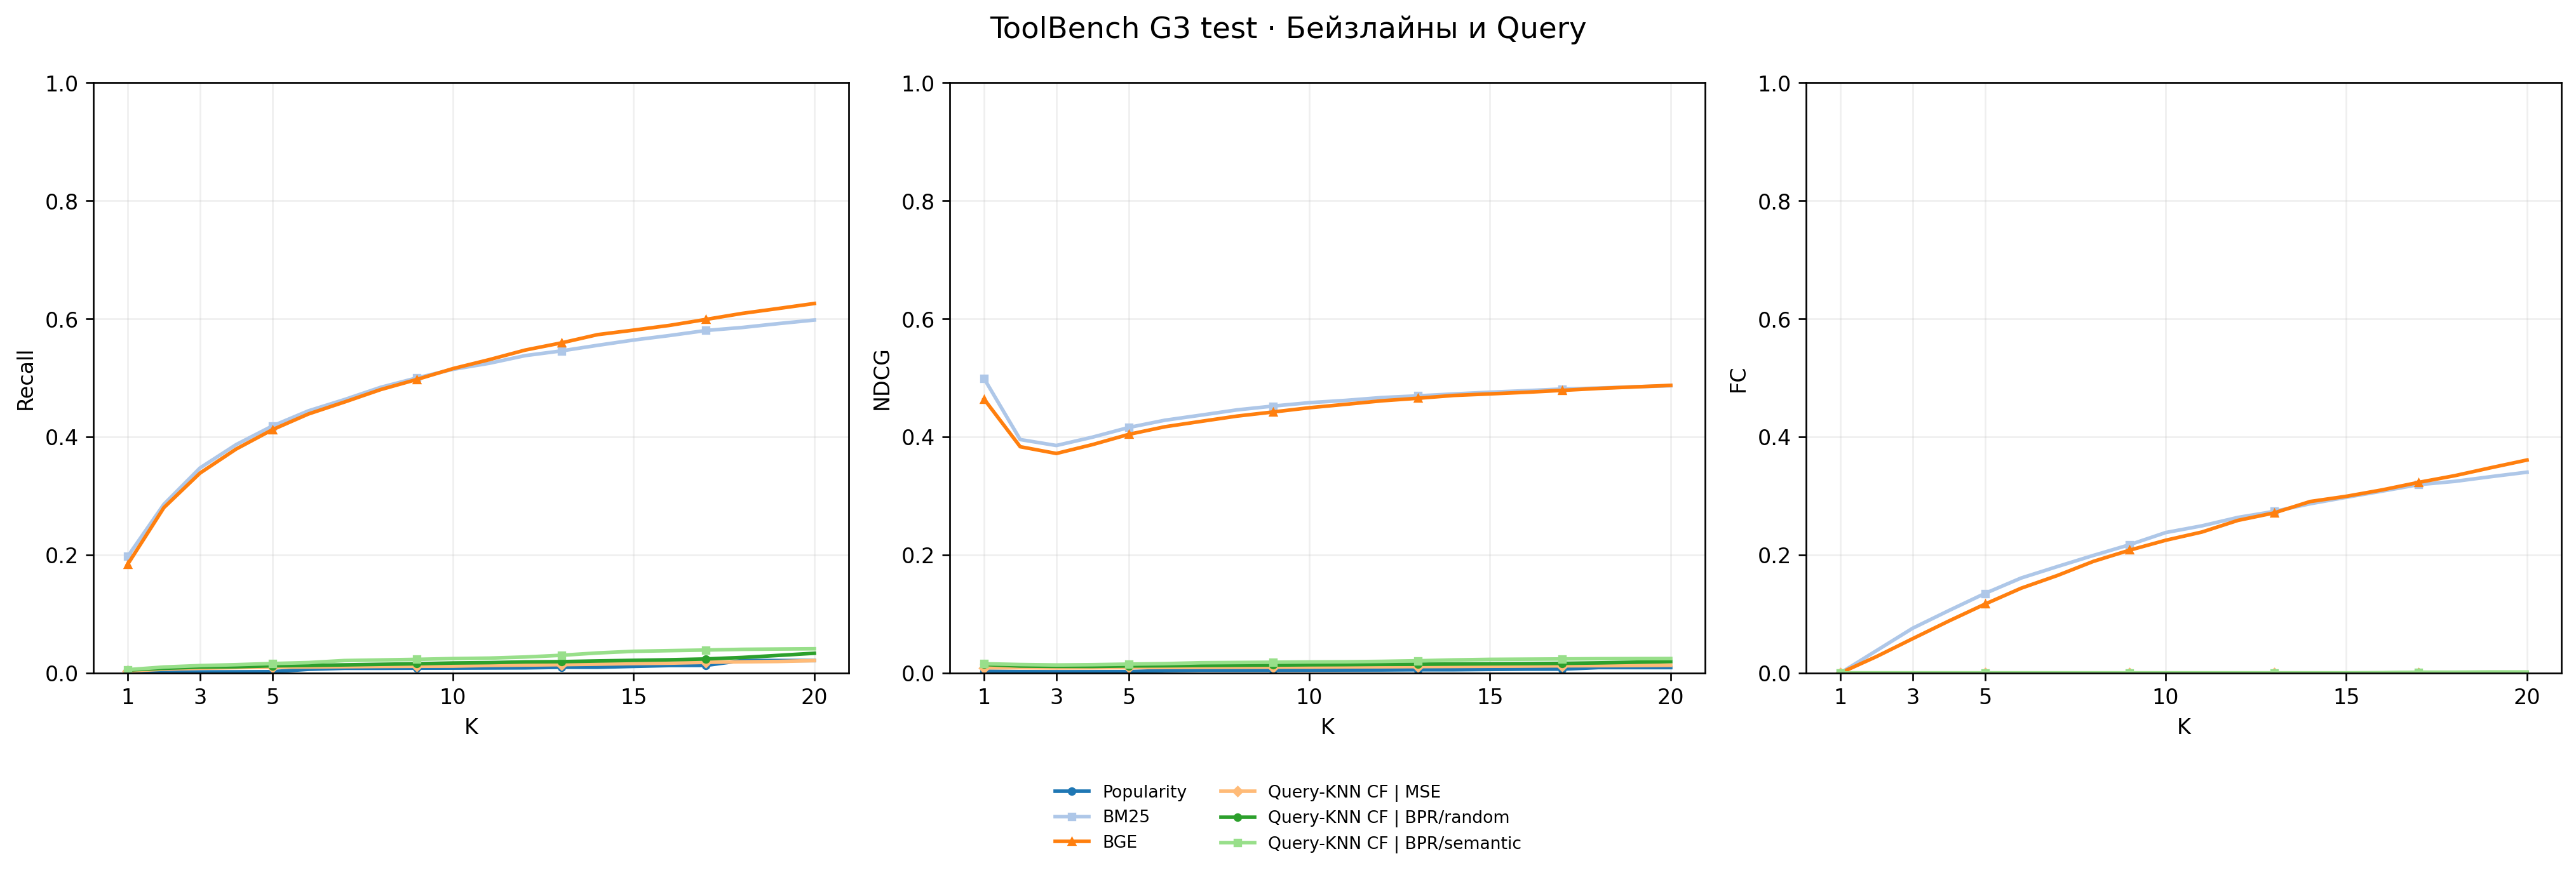 ToolBench G3 test · Бейзлайны и Query
1.0
0.8
0.6
0.4
0.2
0.0
Recall
1 3 5 10 15 20
K
1.0
0.8
0.6
0.4
0.2
0.0
NDCG
1 3 5 10 15 20
K
1.0
0.8
0.6
0.4
0.2
0.0
FC
1 3 5 10 15 20
K
Popularity
BM25
BGE
Query-KNN CF | MSE
Query-KNN CF | BPR/random
Query-KNN CF | BPR/semantic